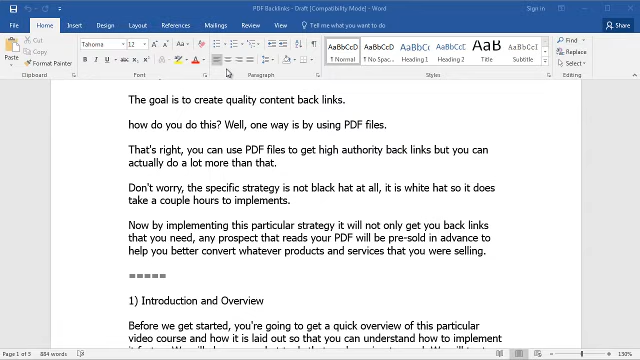 PDF Backlinks - Draft [Compatibility Mode] - Word
Sign in
File Home Insert Design Layout References Mailings Review View Tell me what you want to do Share
Paste
Cut
Copy
Format Painter
Clipboard
Tahoma 12
Font
Paragraph
AaBbCcD AaBbCcD AaBbC AaBbCcD AaB AaBbCcD
1 Normal 1 No Spac... Heading 1 Heading 2 Title Subtitle
Styles
Find
Replace
Select
Editing
The goal is to create quality content back links.
how do you do this? Well, one way is by using PDF files.
That's right, you can use PDF files to get high authority back links but you can
actually do a lot more than that.
Don't worry, the specific strategy is not black hat at all, it is white hat so it does
take a couple hours to implements.
Now by implementing this particular strategy it will not only get you back links
that you need, any prospect that reads your PDF will be pre-sold in advance to
help you better convert whatever products and services that you were selling.
=====
1) Introduction and Overview
Before we get started, you're going to get a quick overview of this particular
video course and how it is laid out so that you can understand how to implement
Page 1 of 5 884 words
130%